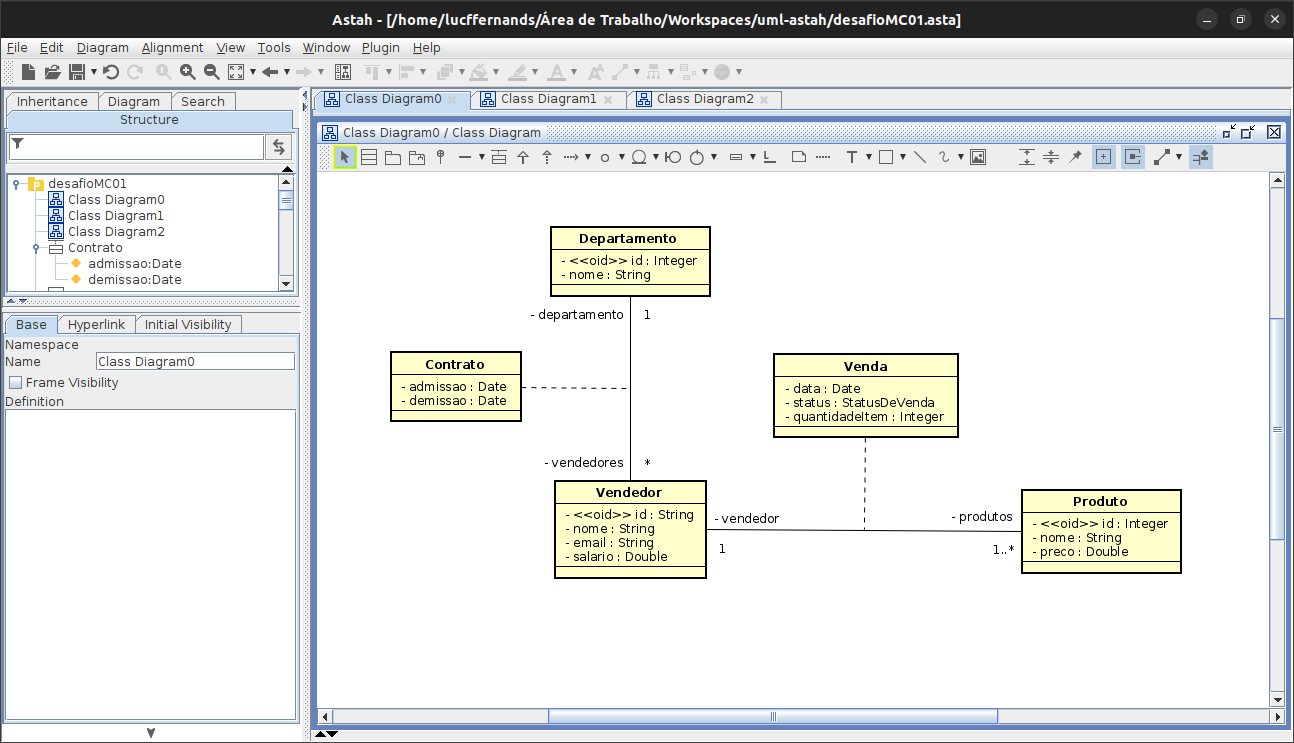 Astah - [/home/lucffernands/Área de Trabalho/Workspaces/uml-astah/desafioMC01.asta]
File Edit Diagram Alignment View Tools Window Plugin Help
Inheritance Diagram Search
Structure
desafioMC01
Class Diagram0
Class Diagram1
Class Diagram2
Contrato
admissao:Date
demissao:Date
Base Hyperlink Initial Visibility
Namespace
Name Class Diagram0
Frame Visibility
Definition
Class Diagram0 Class Diagram1 Class Diagram2
Class Diagram0 / Class Diagram
T
Departamento
- <<oid>> id : Integer
- nome : String
- departamento 1
Contrato
- admissao : Date
- demissao : Date
Venda
- data : Date
- status : StatusDeVenda
- quantidadeItem : Integer
- vendedores *
Vendedor
- <<oid>> id : String
- nome : String
- email : String
- salario : Double
- vendedor
1
- produtos
1..*
Produto
- <<oid>> id : Integer
- nome : String
- preco : Double